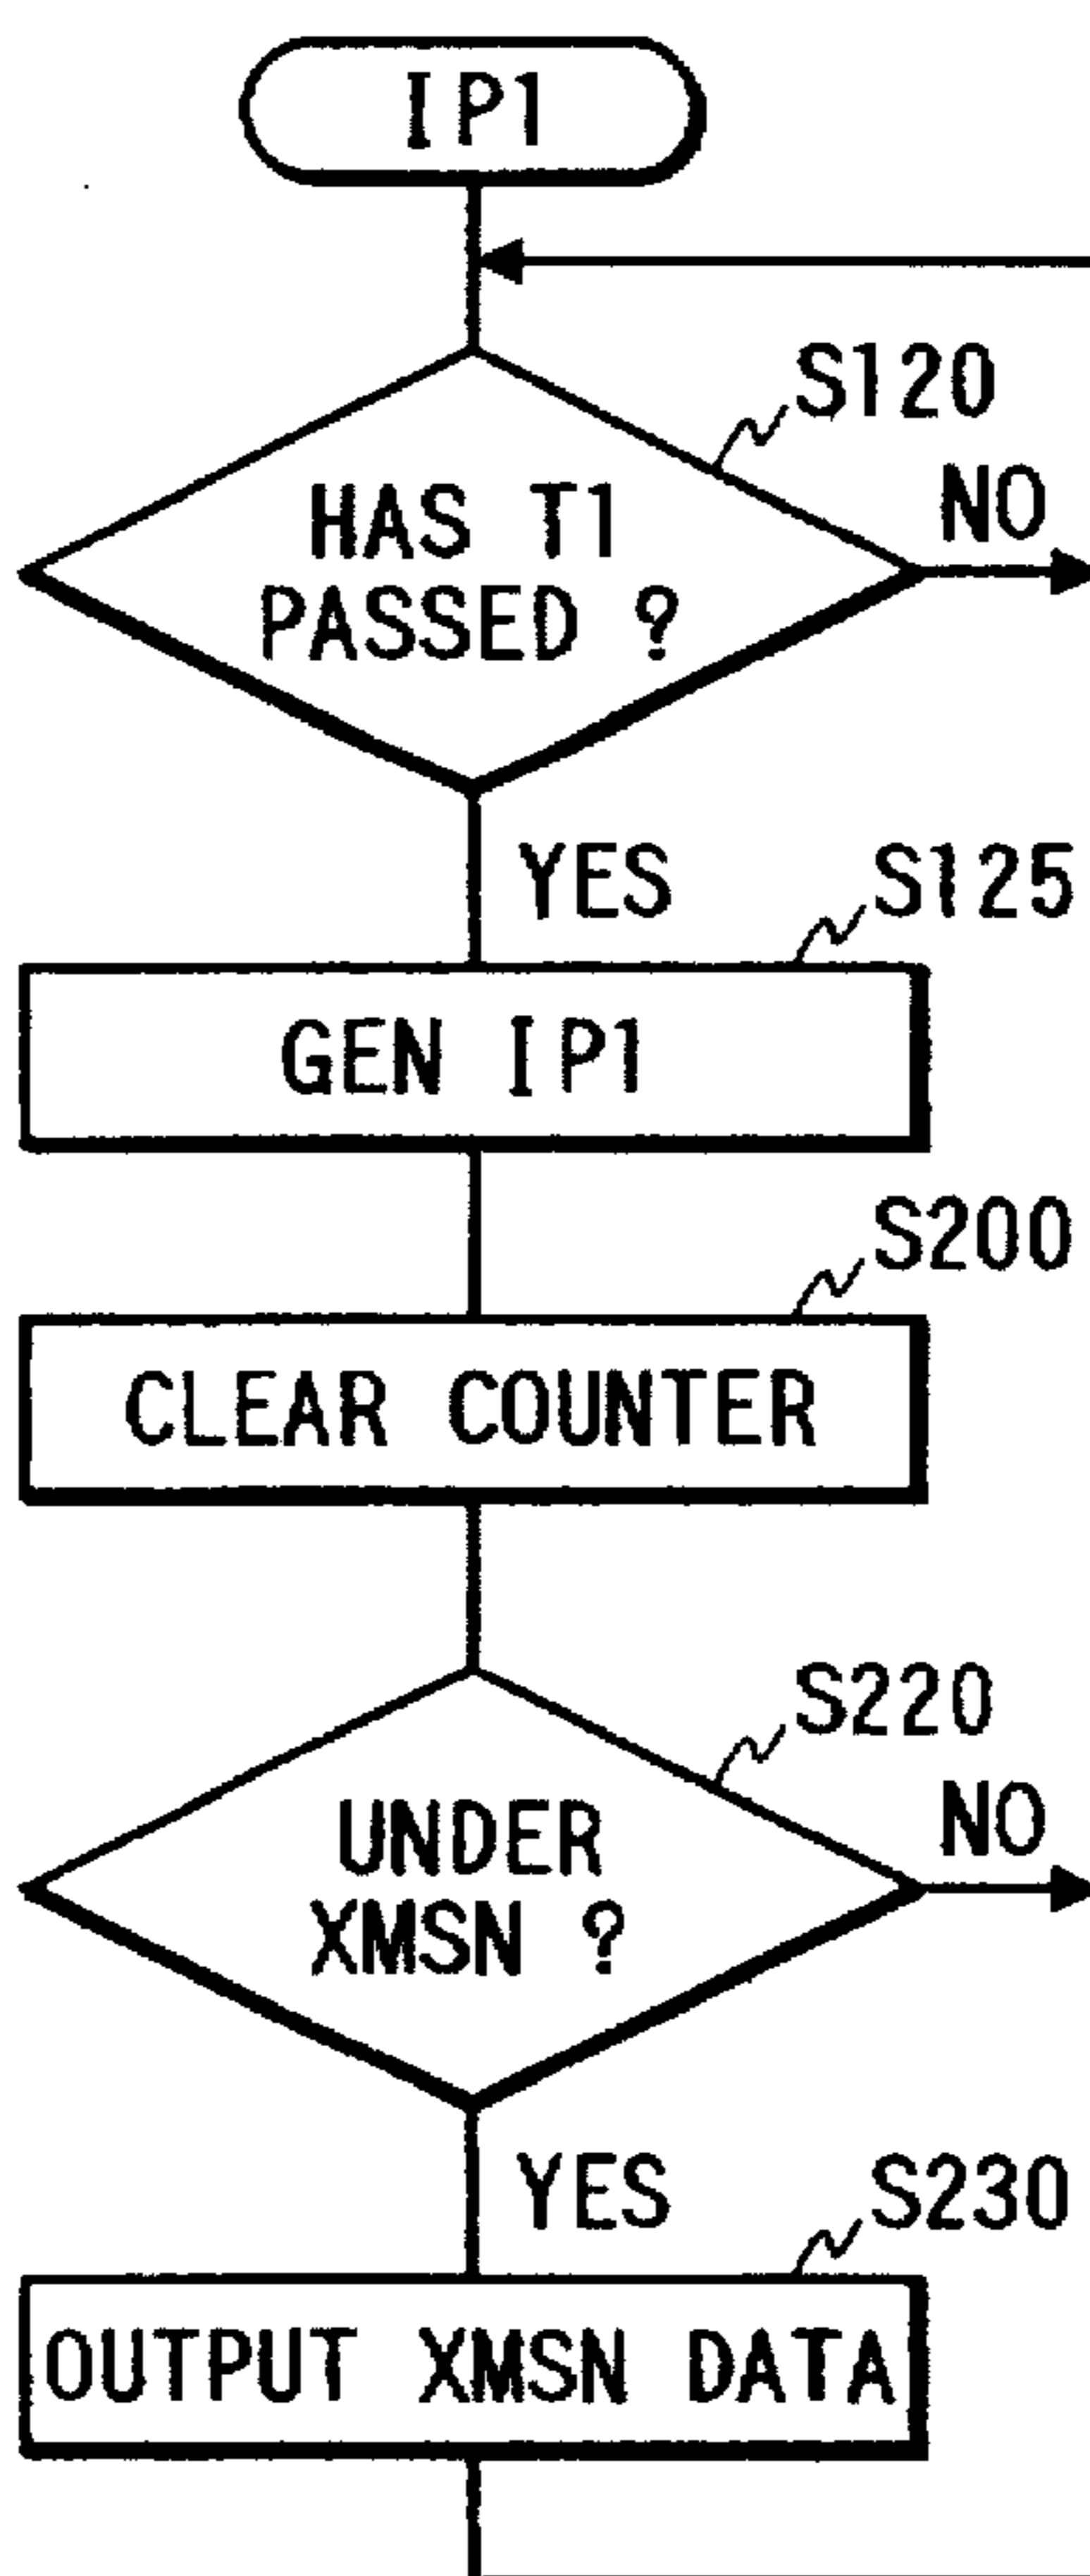 IP1
S120
NO
HAS T1
PASSED ?
YES
S125
GEN IP1
S200
CLEAR COUNTER
S220
NO
UNDER
XMSN ?
YES
S230
OUTPUT XMSN DATA